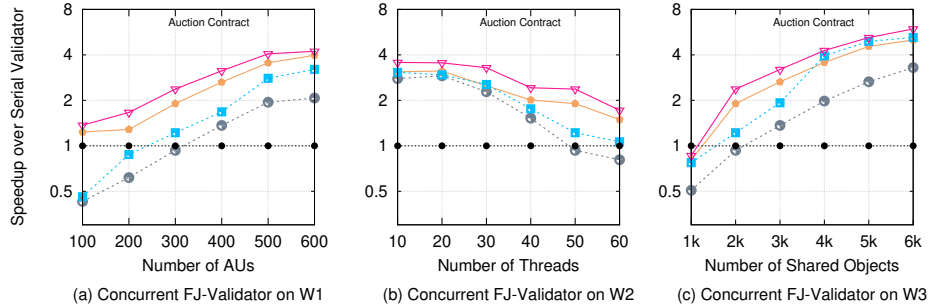 Speedup over Serial Validator
8
4
2
1
0.5
Auction Contract
100 200 300 400 500 600
Number of AUs
(a) Concurrent FJ-Validator on W1
8
4
2
1
0.5
Auction Contract
10 20 30 40 50 60
Number of Threads
(b) Concurrent FJ-Validator on W2
8
4
2
1
0.5
Auction Contract
1k 2k 3k 4k 5k 6k
Number of Shared Objects
(c) Concurrent FJ-Validator on W3